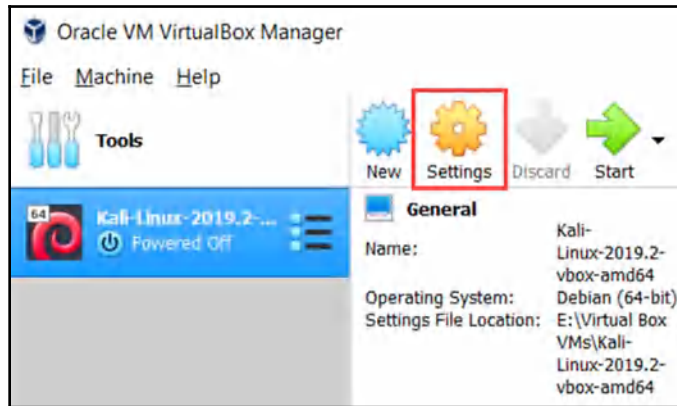 Oracle VM VirtualBox Manager
File Machine Help
Tools
New Settings Discard Start
64
Kali-Linux-2019.2-...
Powered Off
General
Name: Kali-
Linux-2019.2-
vbox-amd64
Operating System: Debian (64-bit)
Settings File Location: E:\Virtual Box
VMs\Kali-
Linux-2019.2-
vbox-amd64